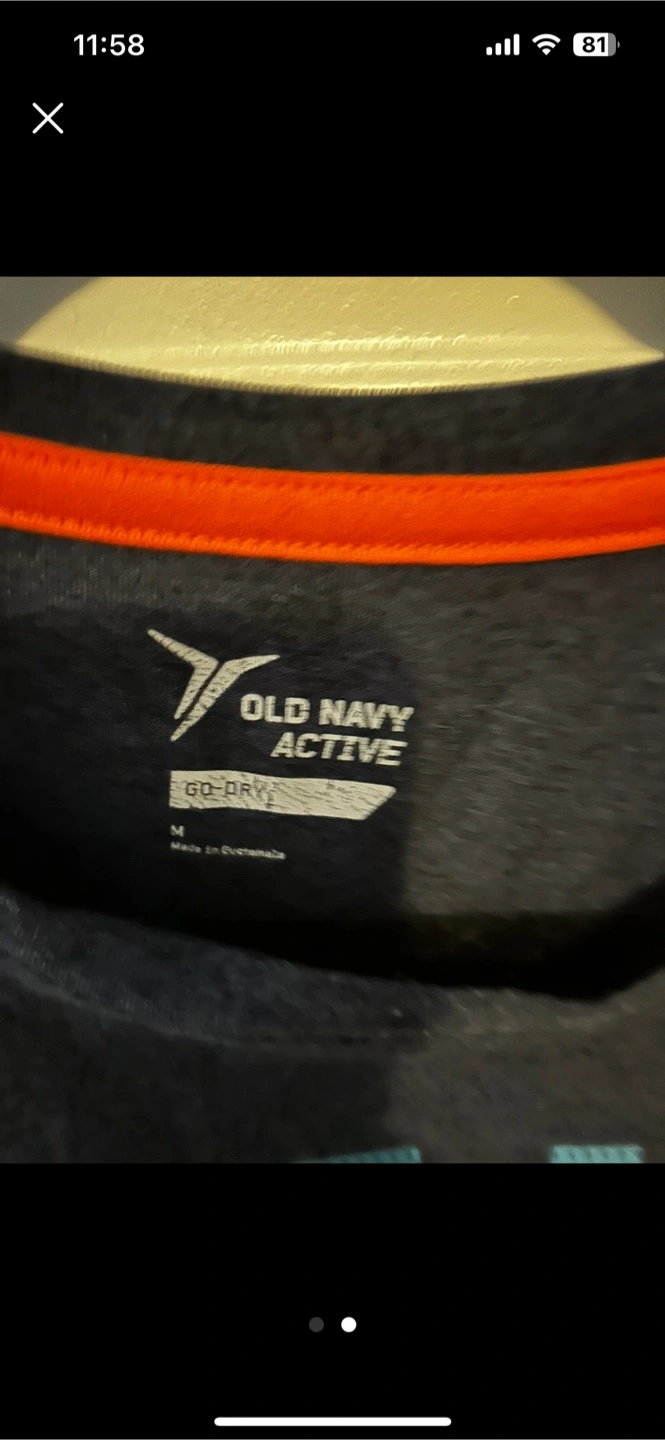 11:58
81
OLD NAVY
ACTIVE
GO-DRY
M
Made in Guatemala